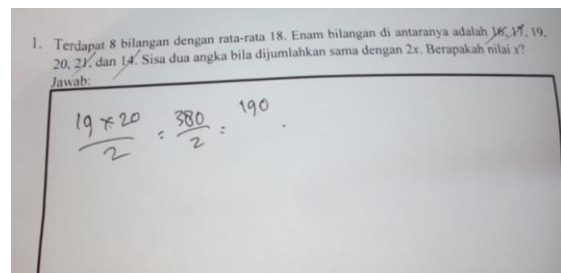 1. Terdapat 8 bilangan dengan rata-rata 18. Enam bilangan di antaranya adalah 16, 17, 19,
20, 21, dan 14. Sisa dua angka bila dijumlahkan sama dengan 2x. Berapakah nilai x?
Jawab:
19 × 20 / 2 = 380 / 2 = 190